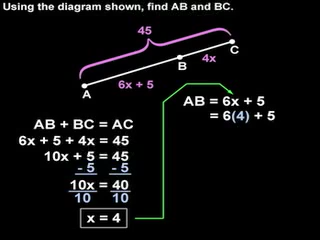 Using the diagram shown, find AB and BC.
45
C
B
4x
A
6x + 5
AB + BC = AC
6x + 5 + 4x = 45
10x + 5 = 45
- 5 - 5
10x = 40
10 10
x = 4
AB = 6x + 5
= 6(4) + 5